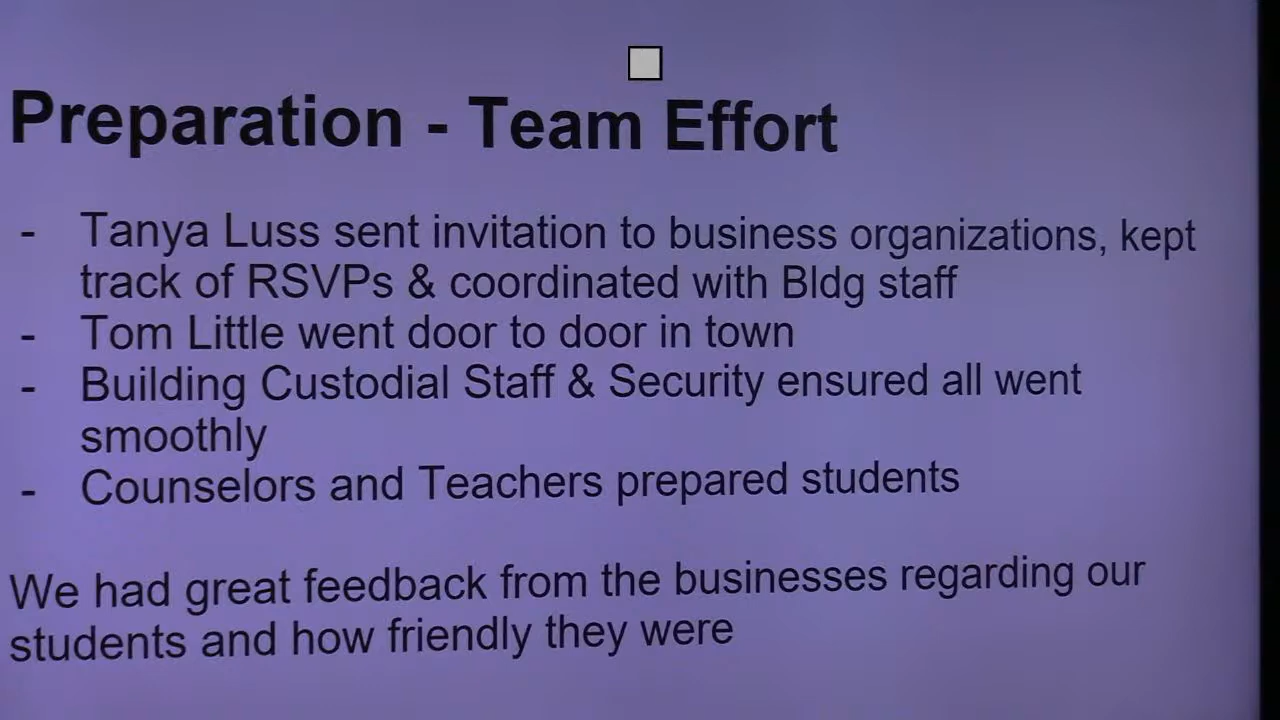 Preparation - Team Effort
- Tanya Luss sent invitation to business organizations, kept
track of RSVPs & coordinated with Bldg staff
- Tom Little went door to door in town
- Building Custodial Staff & Security ensured all went
smoothly
- Counselors and Teachers prepared students
We had great feedback from the businesses regarding our
students and how friendly they were